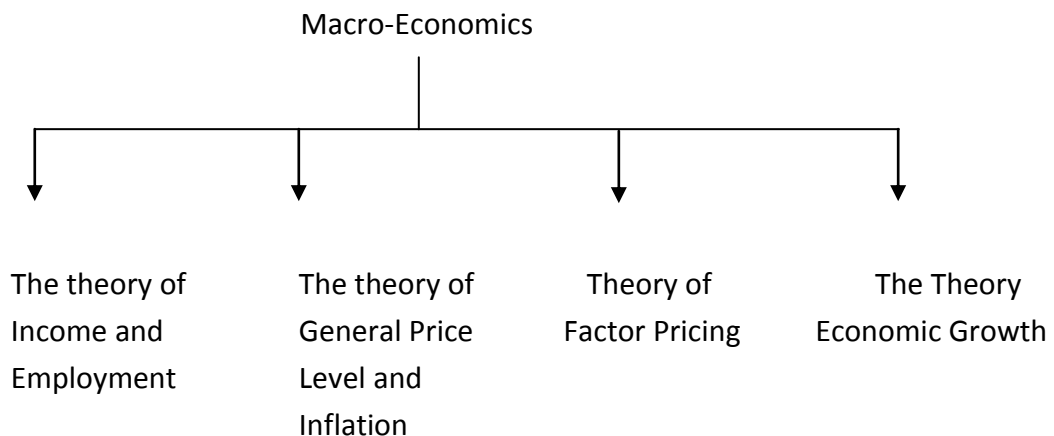 Macro-Economics
The theory of
Income and
Employment
The theory of
General Price
Level and
Inflation
Theory of
Factor Pricing
The Theory
Economic Growth